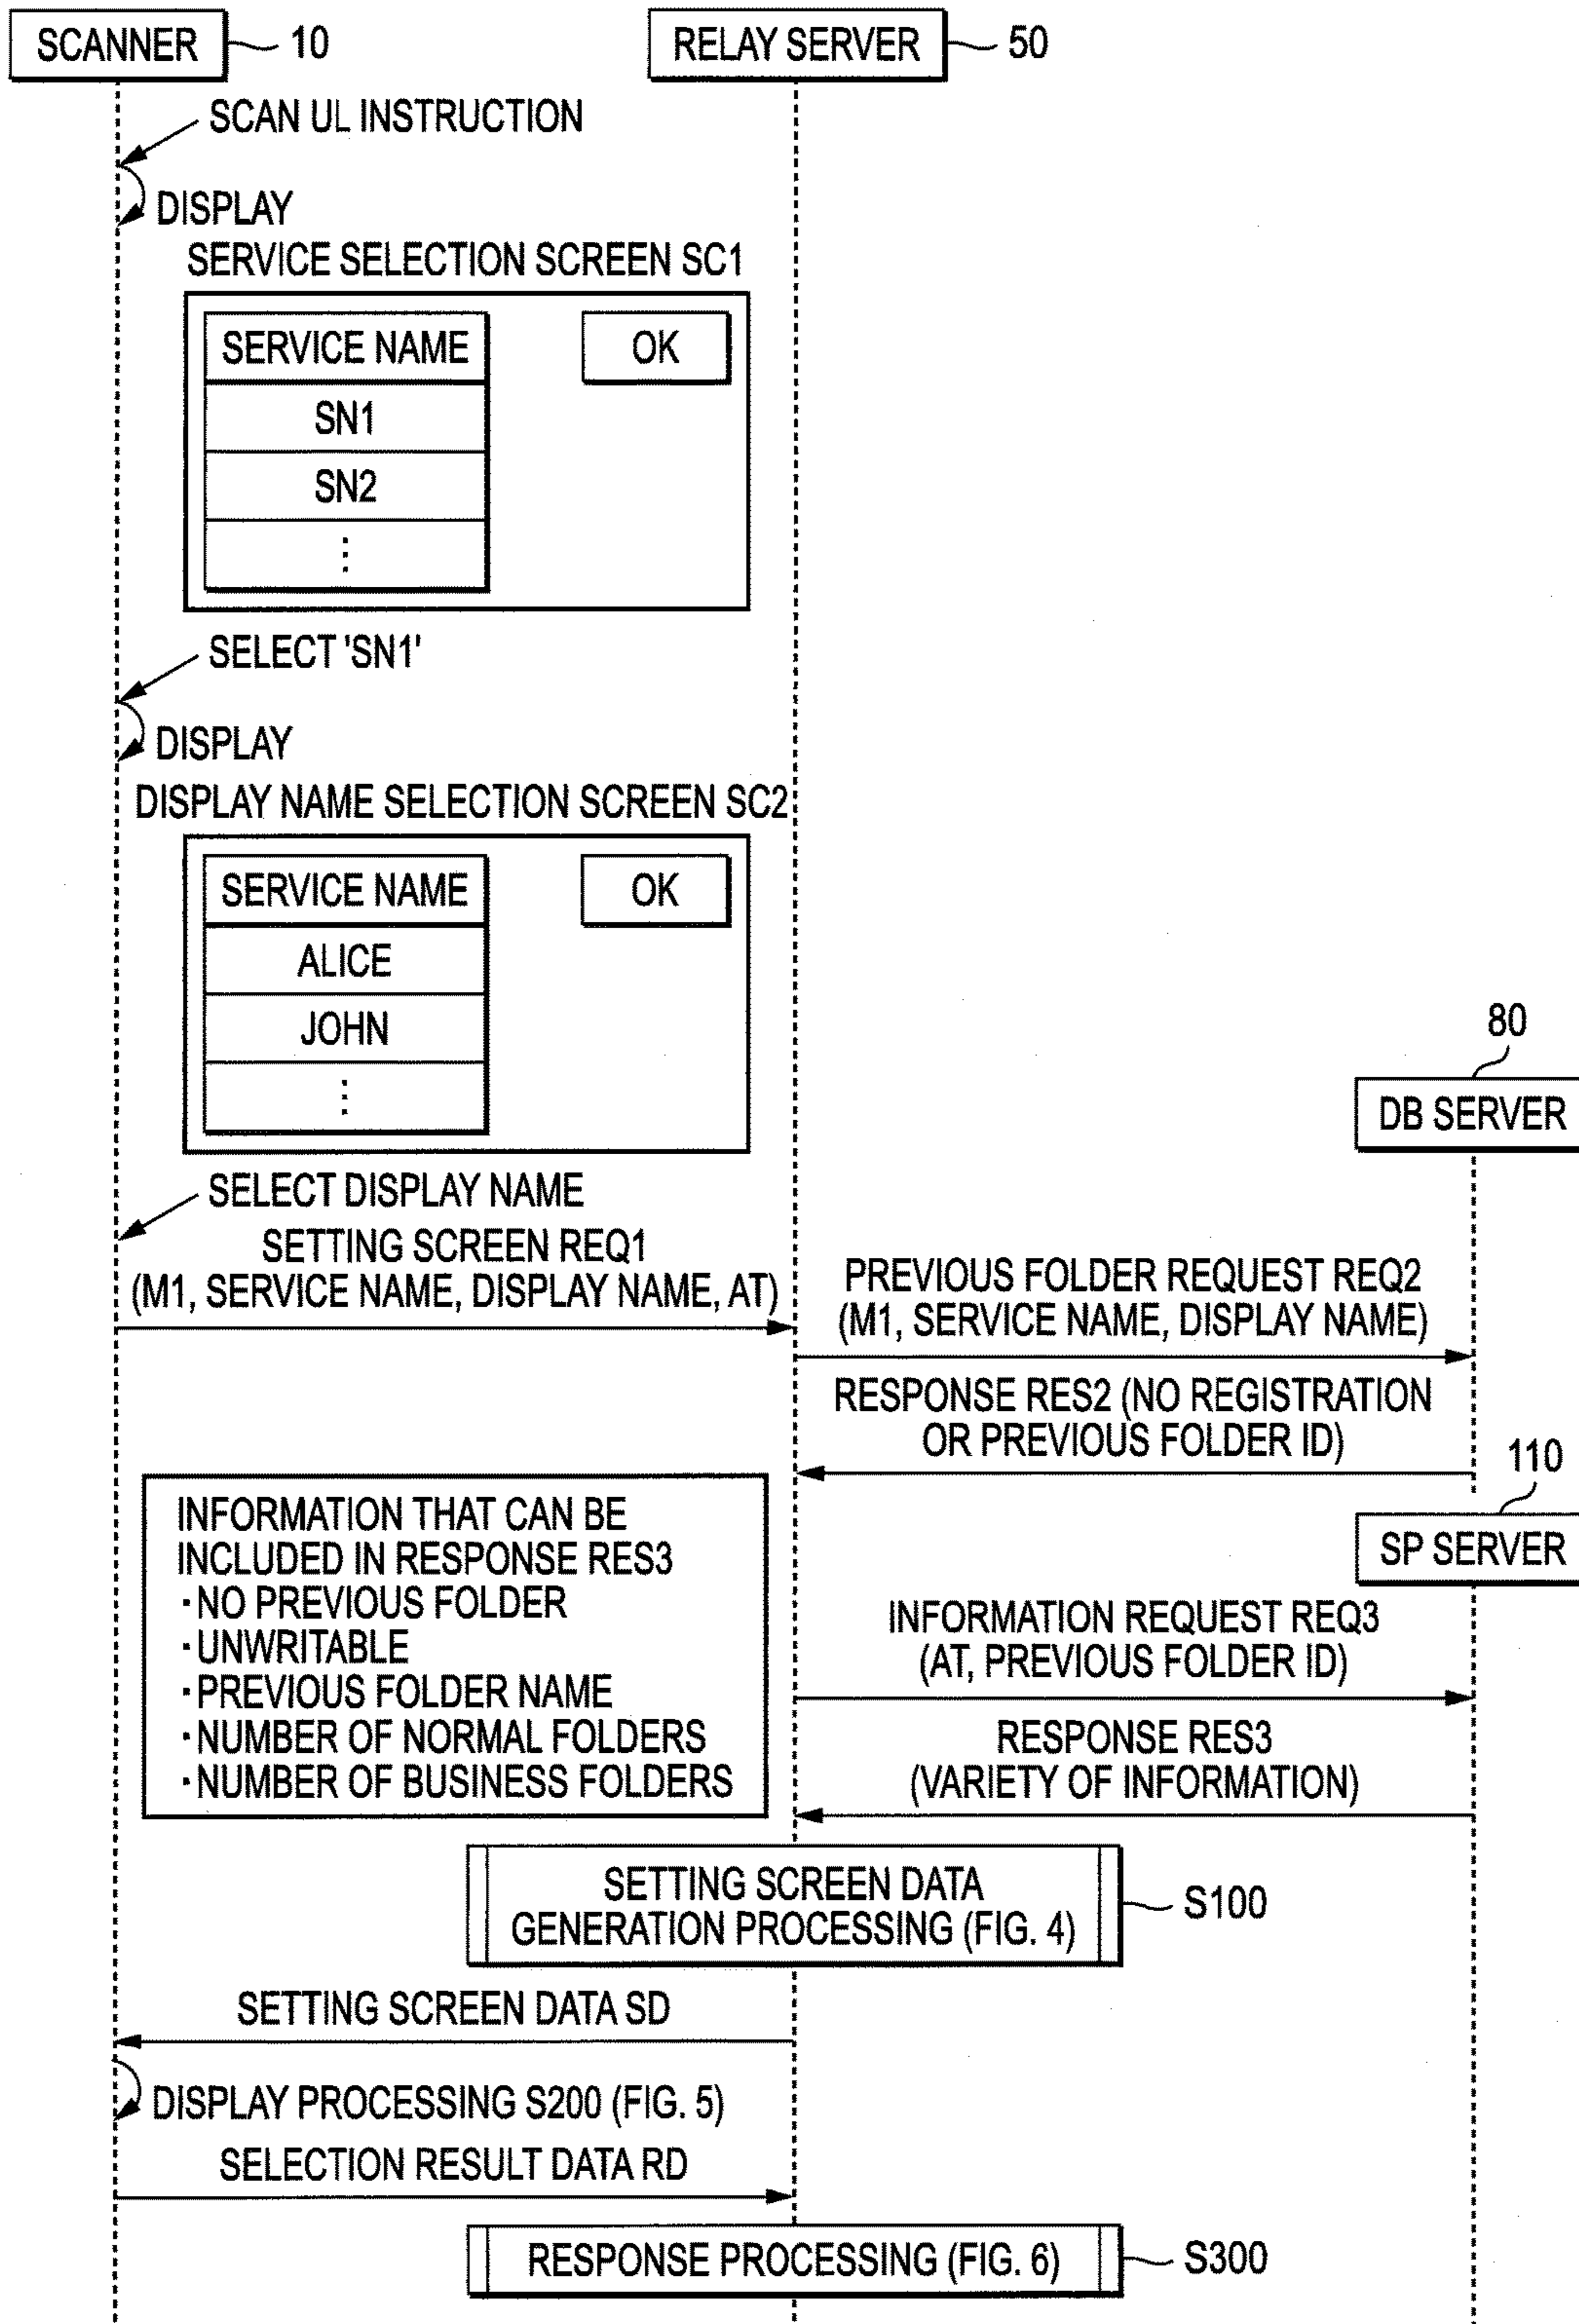 SCANNER
10
RELAY SERVER
50
SCAN UL INSTRUCTION
DISPLAY
SERVICE SELECTION SCREEN SC1
SERVICE NAME
OK
SN1
SN2
⋮
SELECT 'SN1'
DISPLAY
DISPLAY NAME SELECTION SCREEN SC2
SERVICE NAME
OK
ALICE
JOHN
⋮
80
DB SERVER
SELECT DISPLAY NAME
SETTING SCREEN REQ1
(M1, SERVICE NAME, DISPLAY NAME, AT)
PREVIOUS FOLDER REQUEST REQ2
(M1, SERVICE NAME, DISPLAY NAME)
RESPONSE RES2 (NO REGISTRATION
OR PREVIOUS FOLDER ID)
110
SP SERVER
INFORMATION THAT CAN BE
INCLUDED IN RESPONSE RES3
·NO PREVIOUS FOLDER
·UNWRITABLE
·PREVIOUS FOLDER NAME
·NUMBER OF NORMAL FOLDERS
·NUMBER OF BUSINESS FOLDERS
INFORMATION REQUEST REQ3
(AT, PREVIOUS FOLDER ID)
RESPONSE RES3
(VARIETY OF INFORMATION)
SETTING SCREEN DATA
GENERATION PROCESSING (FIG. 4)
S100
SETTING SCREEN DATA SD
DISPLAY PROCESSING S200 (FIG. 5)
SELECTION RESULT DATA RD
RESPONSE PROCESSING (FIG. 6)
S300